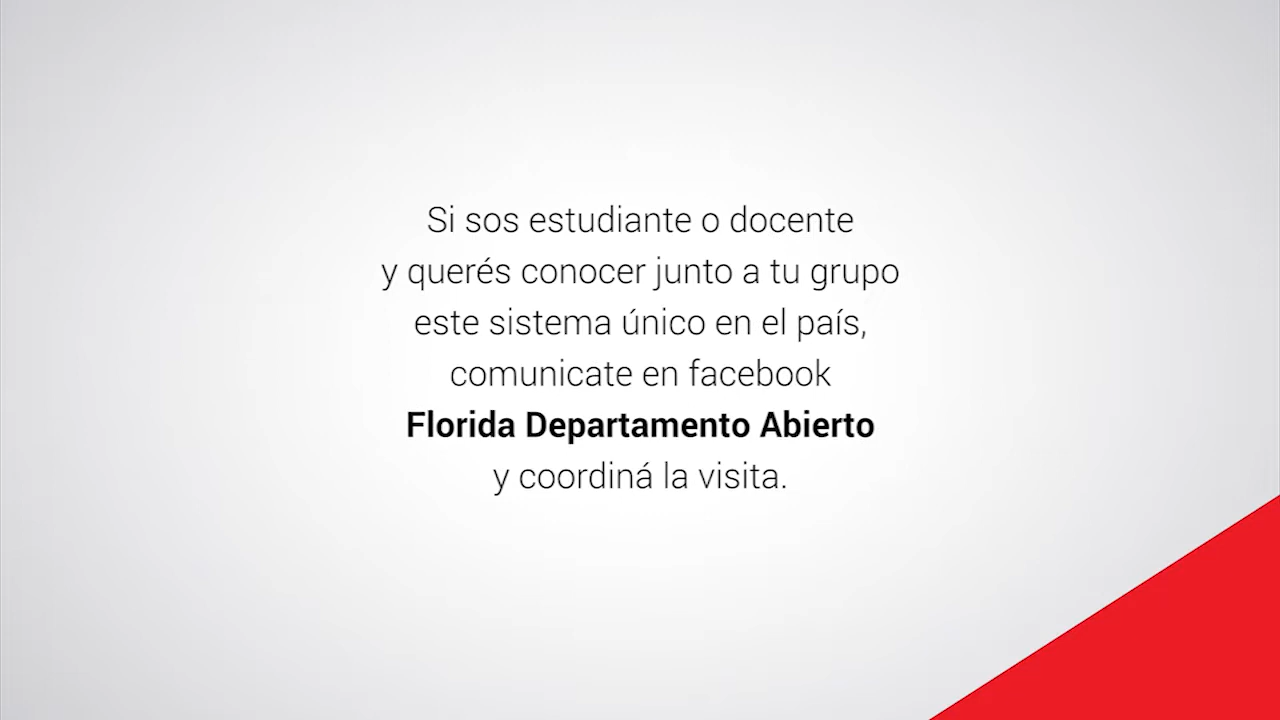 Si sos estudiante o docente
y querés conocer junto a tu grupo
este sistema único en el país,
comunicate en facebook
Florida Departamento Abierto
y coordiná la visita.